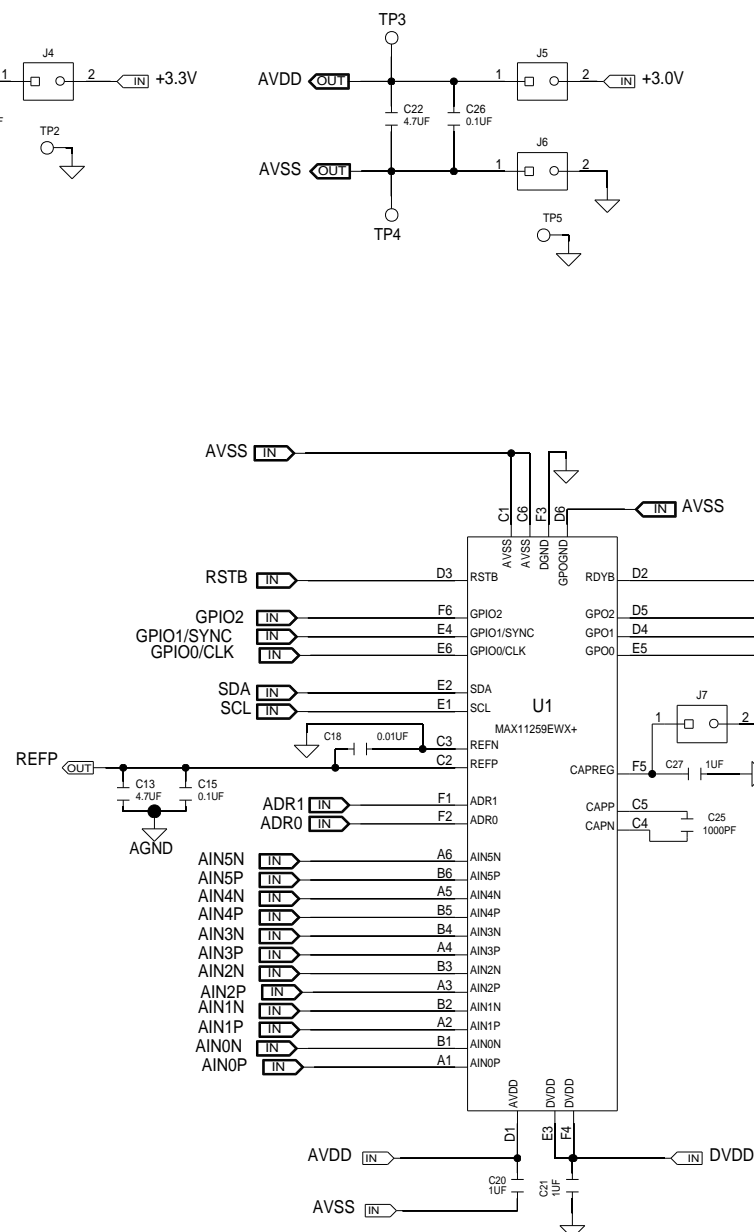 TP3
J4
1
2
IN +3.3V
F
TP2
AVDD OUT
C22
4.7UF
C26
0.1UF
J5
1
2
IN +3.0V
AVSS OUT
J6
1
2
TP4
TP5
AVSS IN
C1
C6
F3
D6
IN AVSS
AVSS
AVSS
DGND
GPOGND
RSTB IN D3 RSTB
RDYB D2
GPIO2 IN F6 GPIO2
GPO2 D5
GPIO1/SYNC IN E4 GPIO1/SYNC
GPO1 D4
GPIO0/CLK IN E6 GPIO0/CLK
GPO0 E5
SDA IN E2 SDA
SCL IN E1 SCL
U1
MAX11259EWX+
J7
1
2
C18 0.01UF
C3 REFN
REFP OUT
C2 REFP
CAPREG F5
C27 1UF
C13
4.7UF
C15
0.1UF
AGND
ADR1 IN F1 ADR1
ADR0 IN F2 ADR0
CAPP C5
CAPN C4
C25
1000PF
AIN5N IN A6 AIN5N
AIN5P IN B6 AIN5P
AIN4N IN A5 AIN4N
AIN4P IN B5 AIN4P
AIN3N IN B4 AIN3N
AIN3P IN A4 AIN3P
AIN2N IN B3 AIN2N
AIN2P IN A3 AIN2P
AIN1N IN B2 AIN1N
AIN1P IN A2 AIN1P
AIN0N IN B1 AIN0N
AIN0P IN A1 AIN0P
AVDD
DVDD
DVDD
D1
E3
F4
AVDD IN
IN DVDD
C20
1UF
C21
1UF
AVSS IN